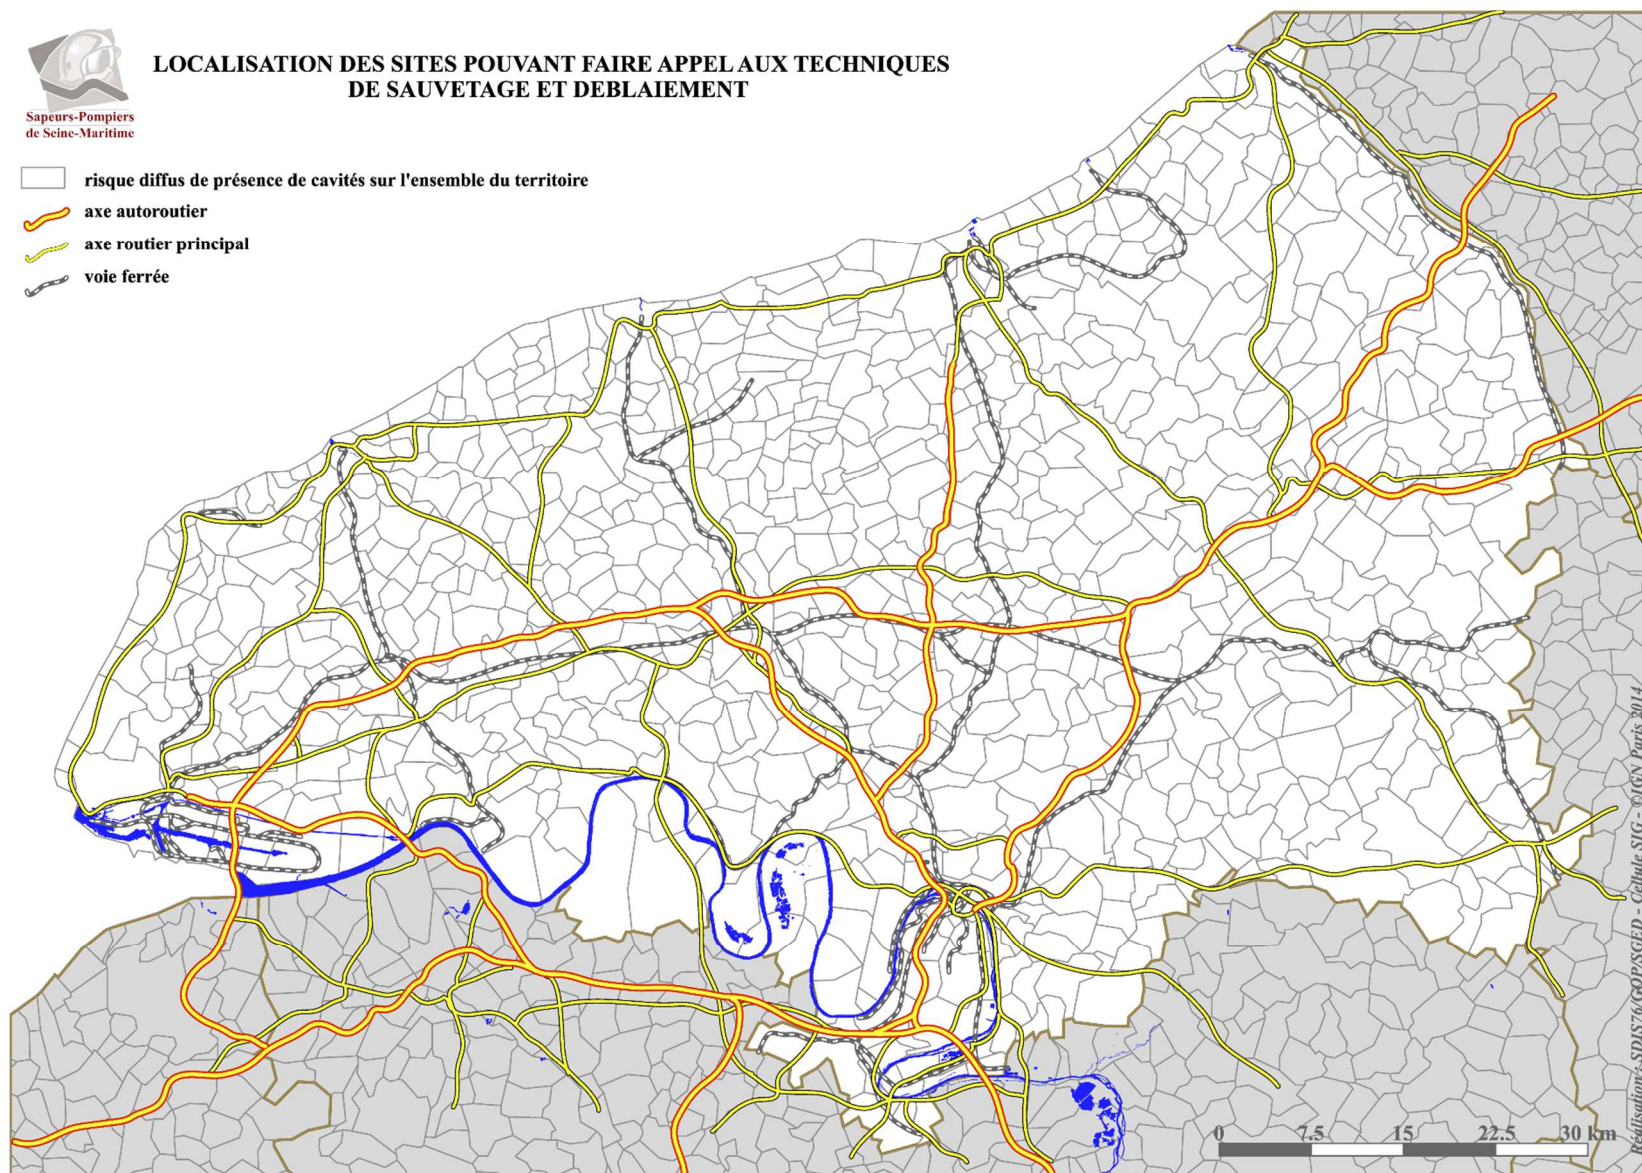 LOCALISATION DES SITES POUVANT FAIRE APPEL AUX TECHNIQUES
DE SAUVETAGE ET DEBLAIEMENT
Sapeurs-Pompiers
de Seine-Maritime
risque diffus de présence de cavités sur l'ensemble du territoire
axe autoroutier
axe routier principal
voie ferrée
0 7.5 15 22.5 30 km
Réalisation : SDIS76/GOP/SGED - Cellule SIG - ©IGN Paris 2014